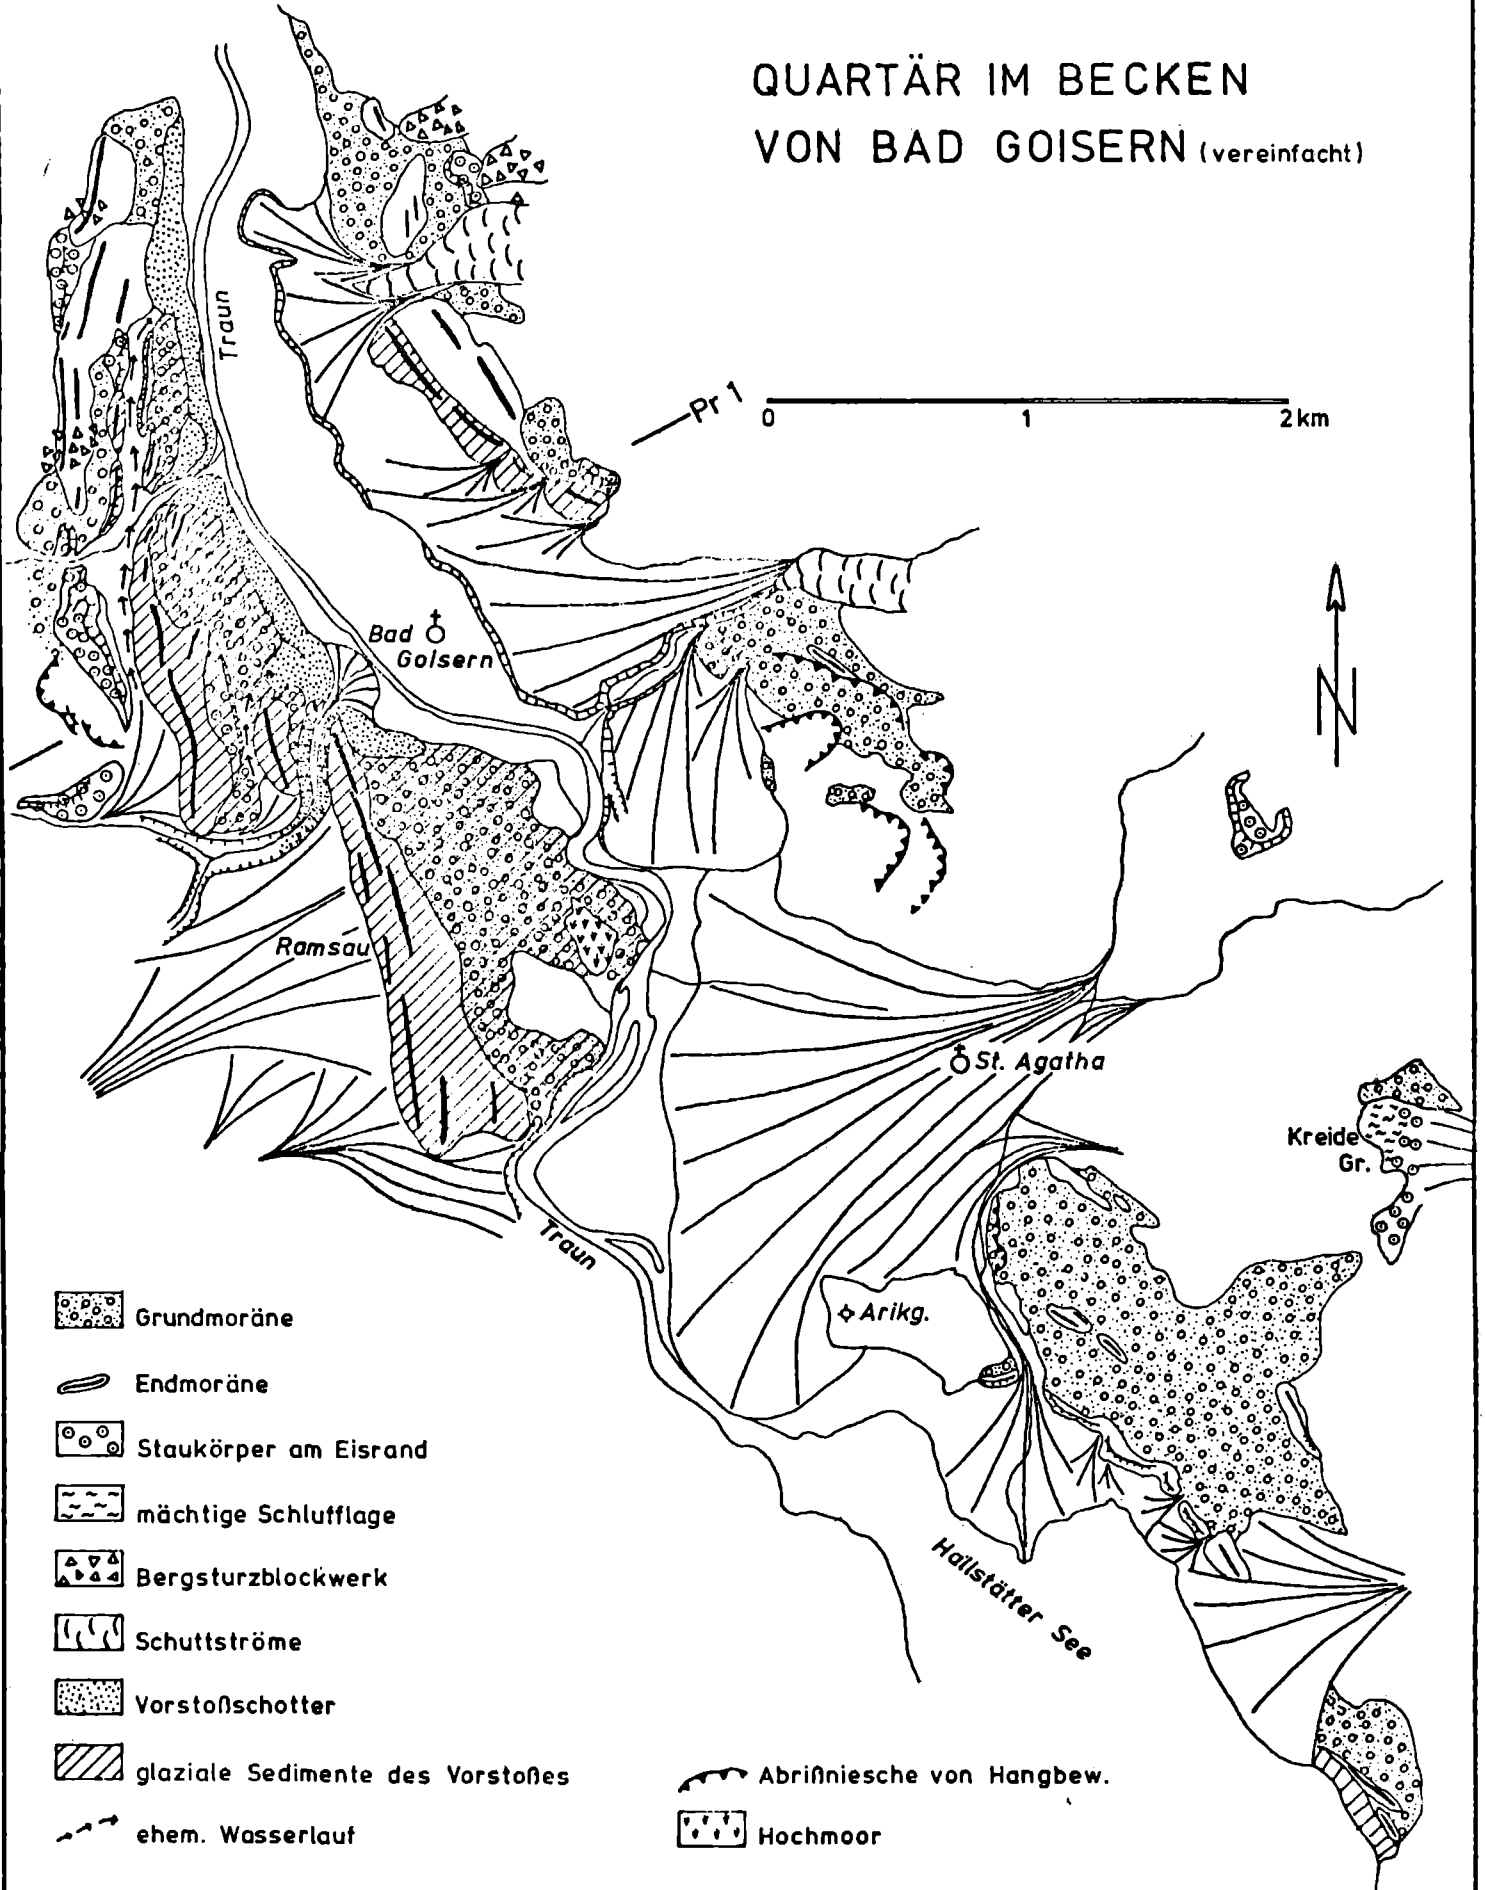 QUARTÄR IM BECKEN
VON BAD GOISERN (vereinfacht)
Traun
Pr 1
0 1 2km
Bad
Goisern
N
Ramsau
St. Agatha
Kreide
Gr.
Traun
Arikg.
Hallstätter See
Grundmoräne
Endmoräne
Staukörper am Eisrand
mächtige Schlufflage
Bergsturzblockwerk
Schuttströme
Vorstoßschotter
glaziale Sedimente des Vorstoßes
ehem. Wasserlauf
Abrißniesche von Hangbew.
Hochmoor